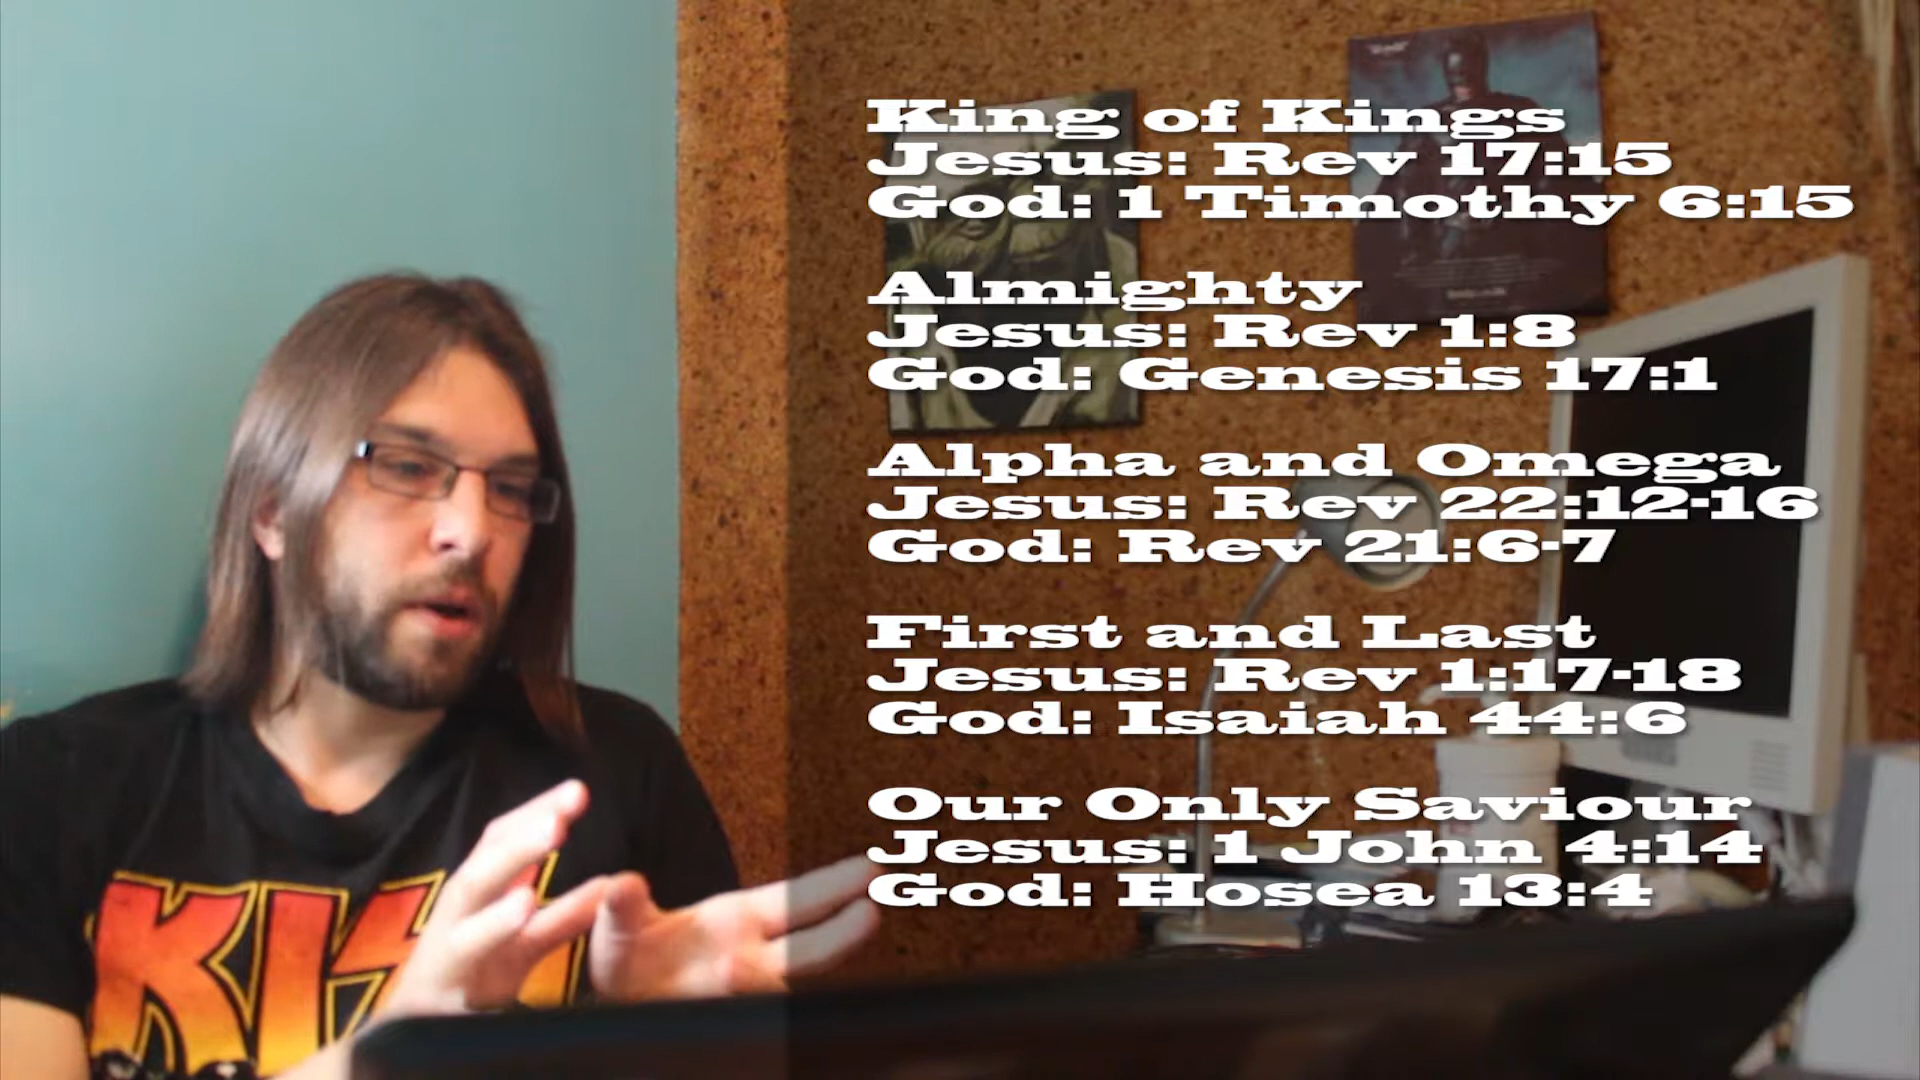 King of Kings
Jesus: Rev 17:15
God: 1 Timothy 6:15
Almighty
Jesus: Rev 1:8
God: Genesis 17:1
Alpha and Omega
Jesus: Rev 22:12-16
God: Rev 21:6-7
First and Last
Jesus: Rev 1:17-18
God: Isaiah 44:6
Our Only Saviour
Jesus: 1 John 4:14
God: Hosea 13:4